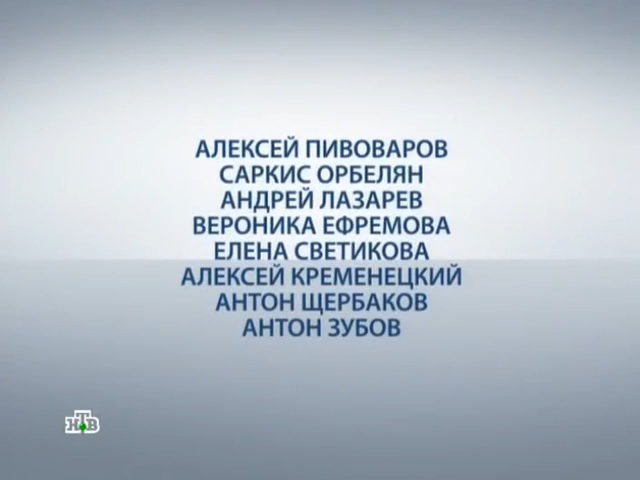 АЛЕКСЕЙ ПИВОВАРОВ
САРКИС ОРБЕЛЯН
АНДРЕЙ ЛАЗАРЕВ
ВЕРОНИКА ЕФРЕМОВА
ЕЛЕНА СВЕТИКОВА
АЛЕКСЕЙ КРЕМЕНЕЦКИЙ
АНТОН ЩЕРБАКОВ
АНТОН ЗУБОВ
НТВ